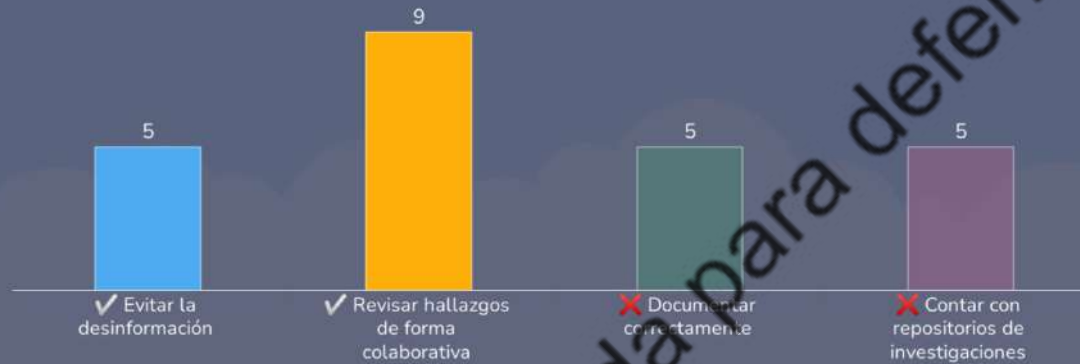 5
9
5
5
✔ Evitar la
desinformación
✔ Revisar hallazgos
de forma
colaborativa
❌ Documentar
correctamente
❌ Contar con
repositorios de
investigaciones
para